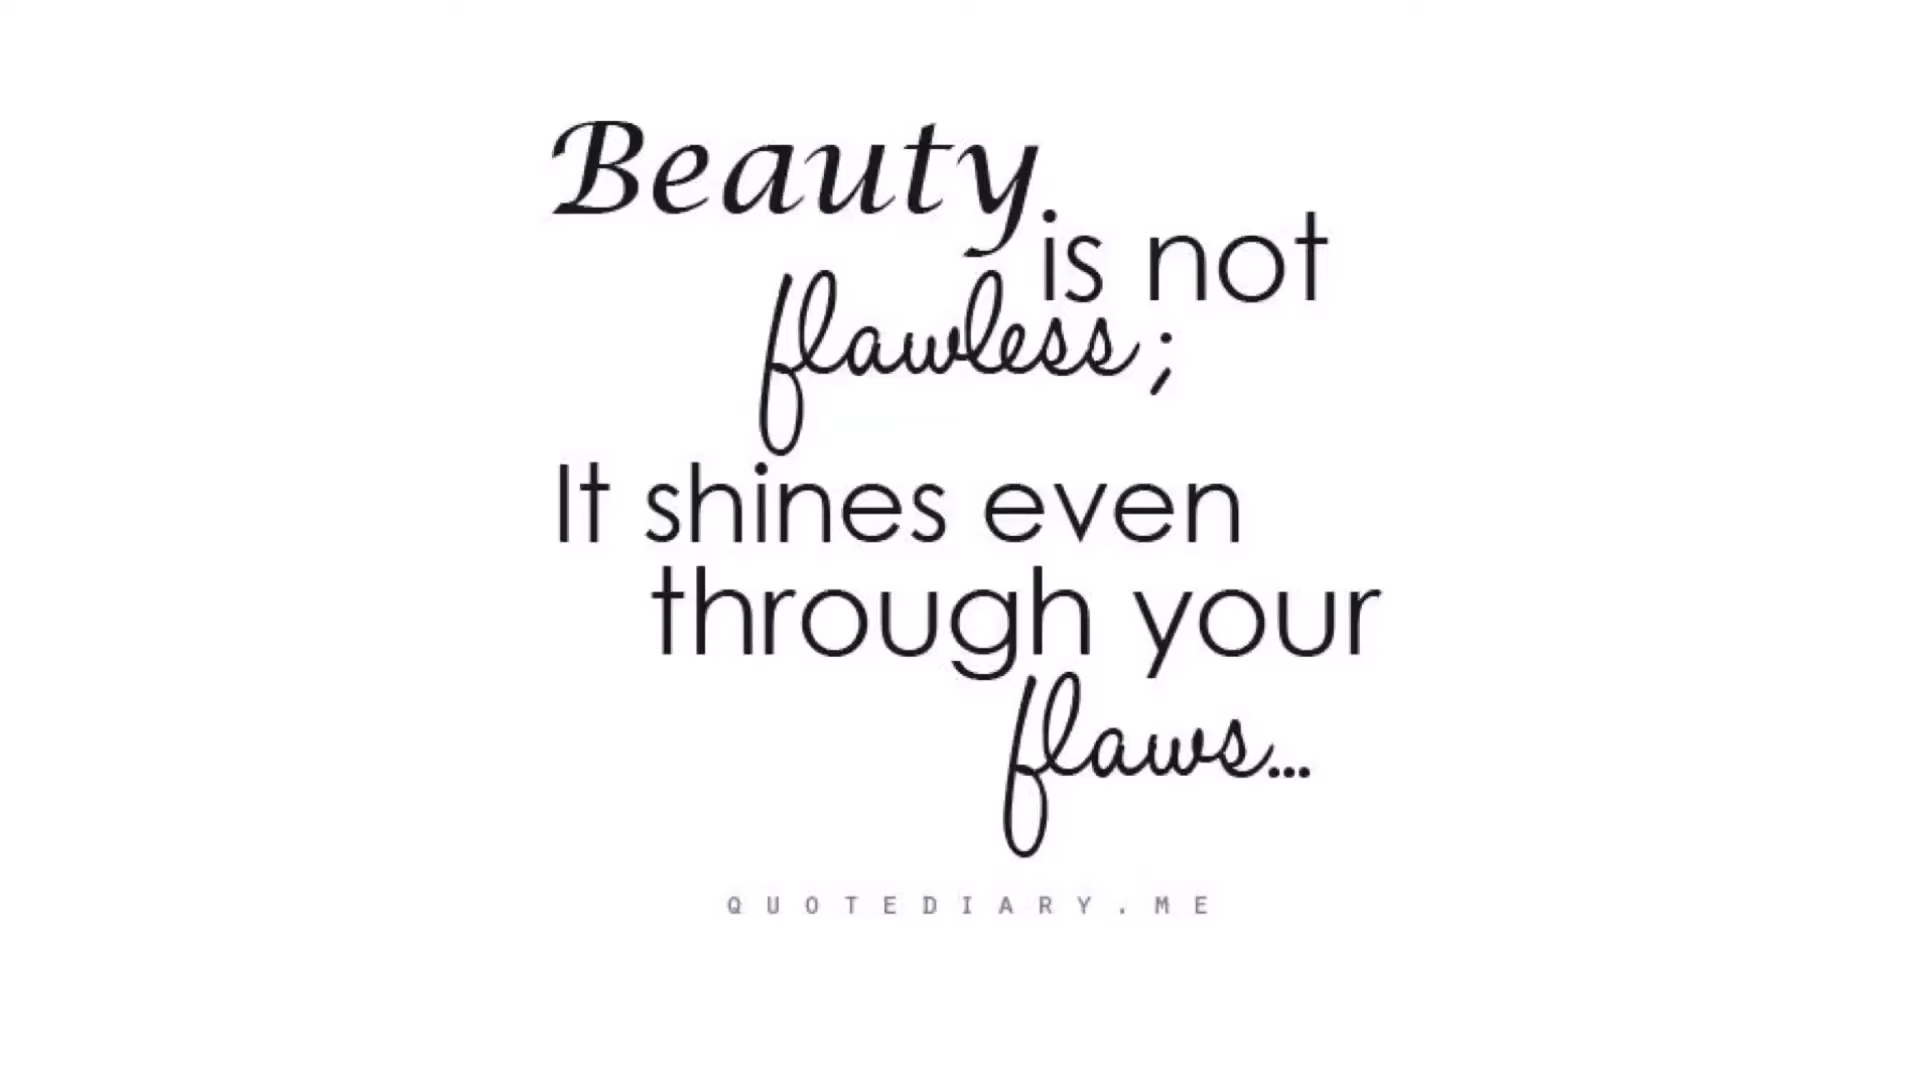 Beauty
is not
flawless;
It shines even
through your
flaws...
QUOTEDIARY.ME